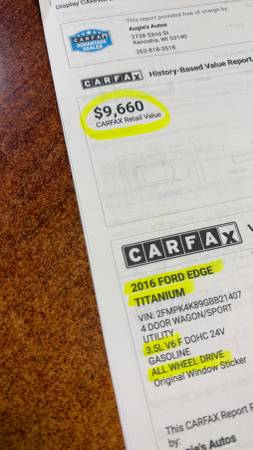 Display CARFAX
This report provided free of charge by:
Augie's Autos
2728 52nd St
Kenosha, WI 53140
262-818-3518
CARFAX
ADVANTAGE
DEALER
CARFAX History-Based Value Report
$9,660
CARFAX Retail Value
CARFAX
2016 FORD EDGE
TITANIUM
VIN: 2FMPK4K89GBB21407
4 DOOR WAGON/SPORT
UTILITY
3.5L V6 F DOHC 24V
GASOLINE
ALL WHEEL DRIVE
Original Window Sticker
This CARFAX Report
by:
Augie's Autos